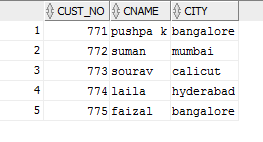 CUST_NO CNAME CITY
1 771 pushpa k bangalore
2 772 suman mumbai
3 773 sourav calicut
4 774 laila hyderabad
5 775 faizal bangalore